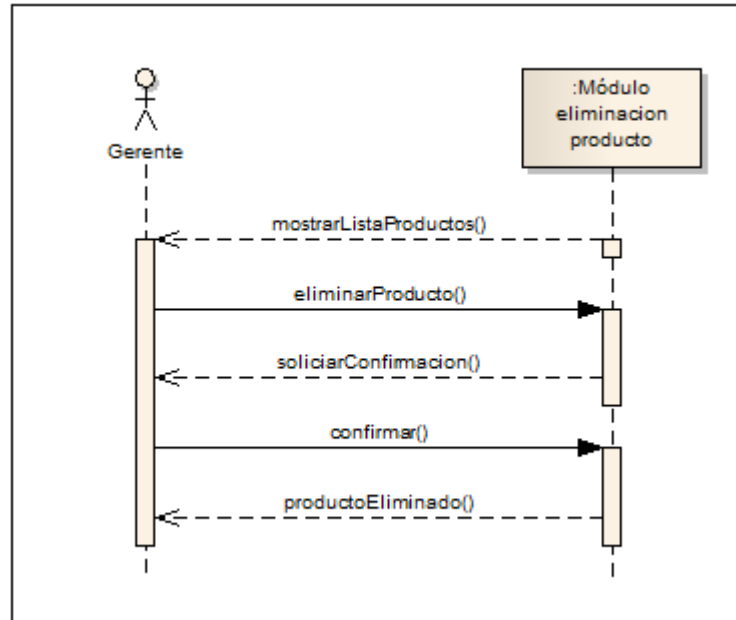 :Módulo
eliminacion
producto
Gerente
mostrarListaProductos()
eliminarProducto()
soliciarConfirmacion()
confirmar()
productoEliminado()